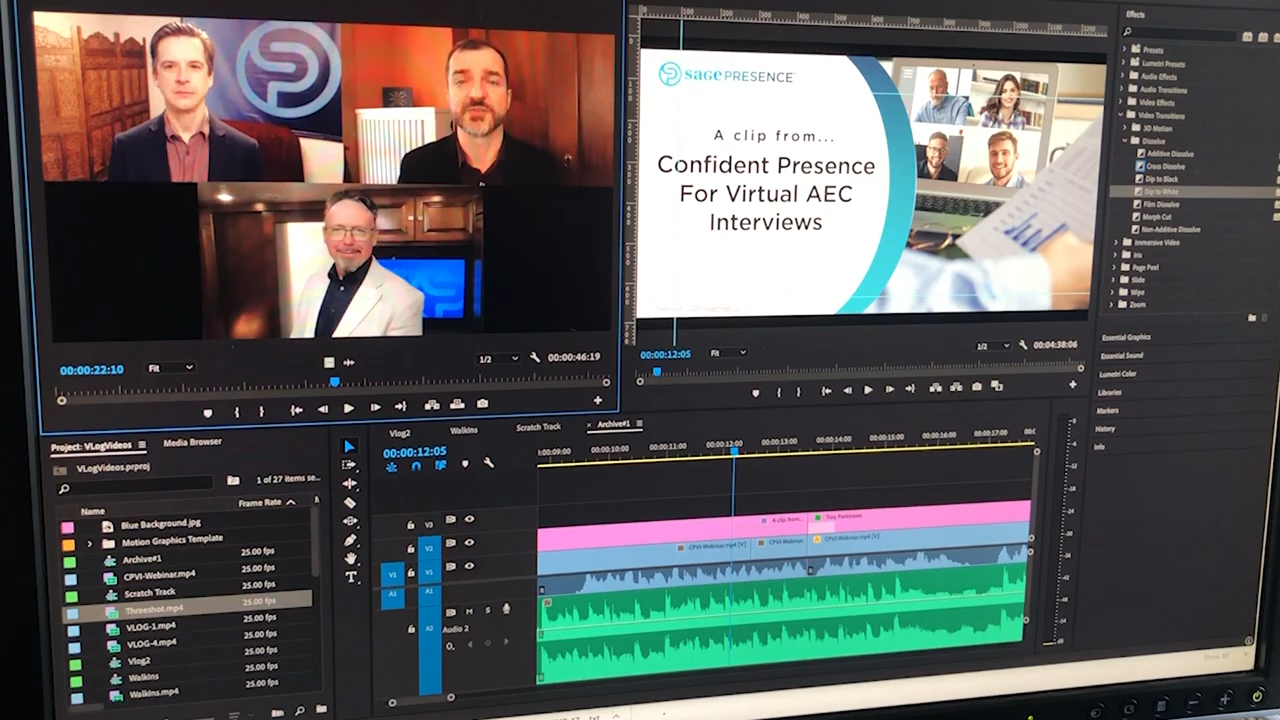 sagePRESENCE
A clip from...
Confident Presence
For Virtual AEC
Interviews
00:00:22:10
Fit
1/2
00:00:46:19
00:00:12:05
Fit
1/2
00:04:38:06
Effects
Presets
Lumetri Presets
Audio Effects
Audio Transitions
Video Effects
Video Transitions
3D Motion
Dissolve
Additive Dissolve
Cross Dissolve
Dip to Black
Dip to White
Film Dissolve
Morph Cut
Non-Additive Dissolve
Immersive Video
Iris
Page Peel
Slide
Wipe
Zoom
Essential Graphics
Essential Sound
Lumetri Color
Libraries
Markers
History
Info
Project: VLogVideos
Media Browser
VLogVideos.prproj
1 of 27 items se...
Name
Frame Rate
Blue Background.jpg
Motion Graphics Template
Archive#1
25.00 fps
CPVI-Webinar.mp4
25.00 fps
Scratch Track
25.00 fps
Threeshot.mp4
25.00 fps
VLOG-1.mp4
25.00 fps
VLOG-4.mp4
25.00 fps
Vlog2
25.00 fps
WalkIns
25.00 fps
WalkIns.mp4
25.00 fps
Vlog2
WalkIns
Scratch Track
Archive#1
00:00:12:05
:00:09:00
00:00:10:00
00:00:11:00
00:00:12:00
00:00:13:00
00:00:14:00
00:00:15:00
00:00:16:00
00:00:17:00
V3
V2
V1
V1
A1
A1
A2
M
S
Audio 2
A clip from...
Troy Parkinson
CPVI-Webinar.mp4 [V]
CPVI-Webinar
CPVI-Webinar.mp4 [V]
Show All